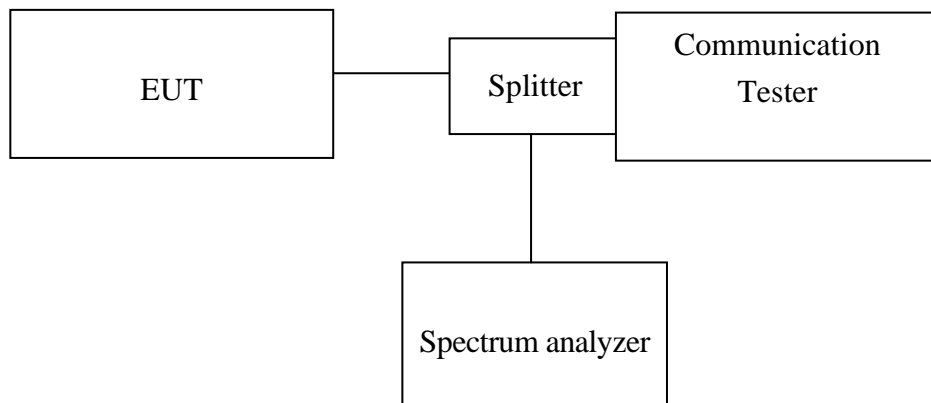 EUT
Splitter
Communication
Tester
Spectrum analyzer